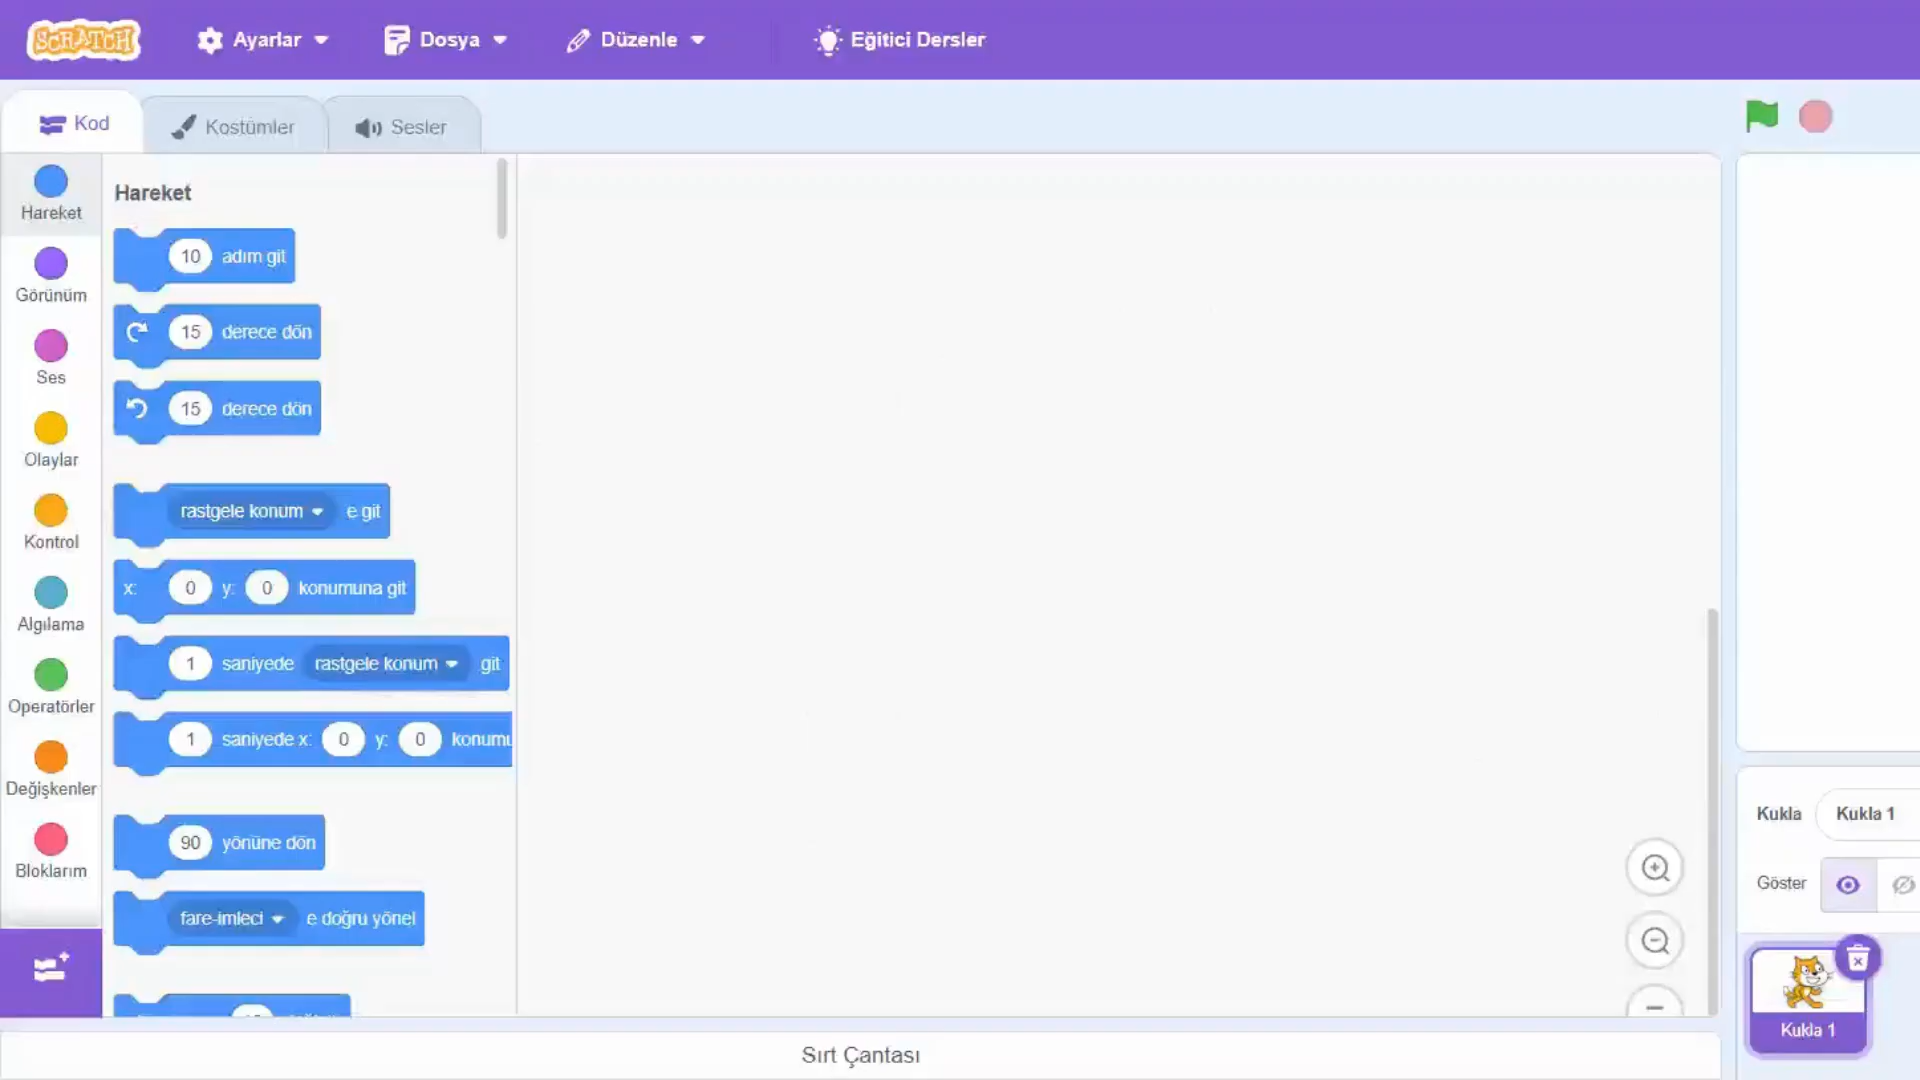 SCRATCH Ayarlar Dosya Düzenle Eğitici Dersler
Kod Kostümler Sesler
Hareket
Görünüm
Ses
Olaylar
Kontrol
Algılama
Operatörler
Değişkenler
Bloklarım
Hareket
10 adım git
15 derece dön
15 derece dön
rastgele konum e git
x: 0 y: 0 konumuna git
1 saniyede rastgele konum git
1 saniyede x: 0 y: 0 konumu
90 yönüne dön
fare-imleci e doğru yönel
Kukla Kukla 1
Göster
Kukla 1
Sırt Çantası